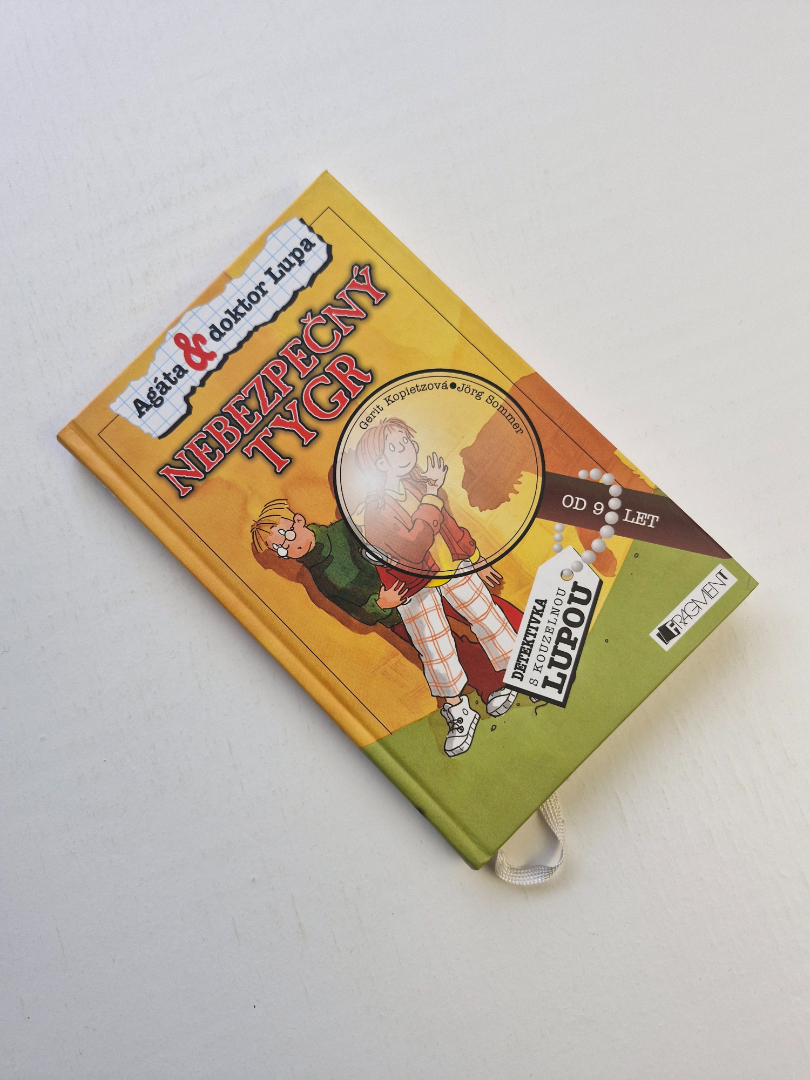 Agáta & doktor Lupa
NEBEZPEČNÝ
TYGR
Gerit Kopietzová • Jörg Sommer
OD 9 LET
DETEKTIVKA
S KOUZELNOU
LUPOU
FRAGMENT